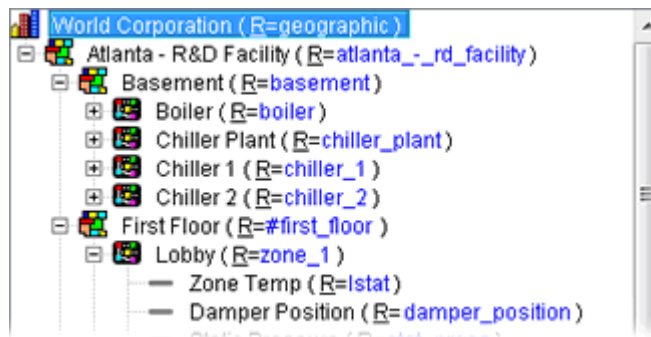 World Corporation ( R=geographic )
Atlanta - R&D Facility ( R=atlanta_-_rd_facility)
Basement ( R=basement)
Boiler ( R=boiler)
Chiller Plant ( R=chiller_plant)
Chiller 1 ( R=chiller_1)
Chiller 2 ( R=chiller_2)
First Floor ( R=#first_floor )
Lobby ( R=zone_1)
Zone Temp ( R=lstat)
Damper Position ( R= damper_position)